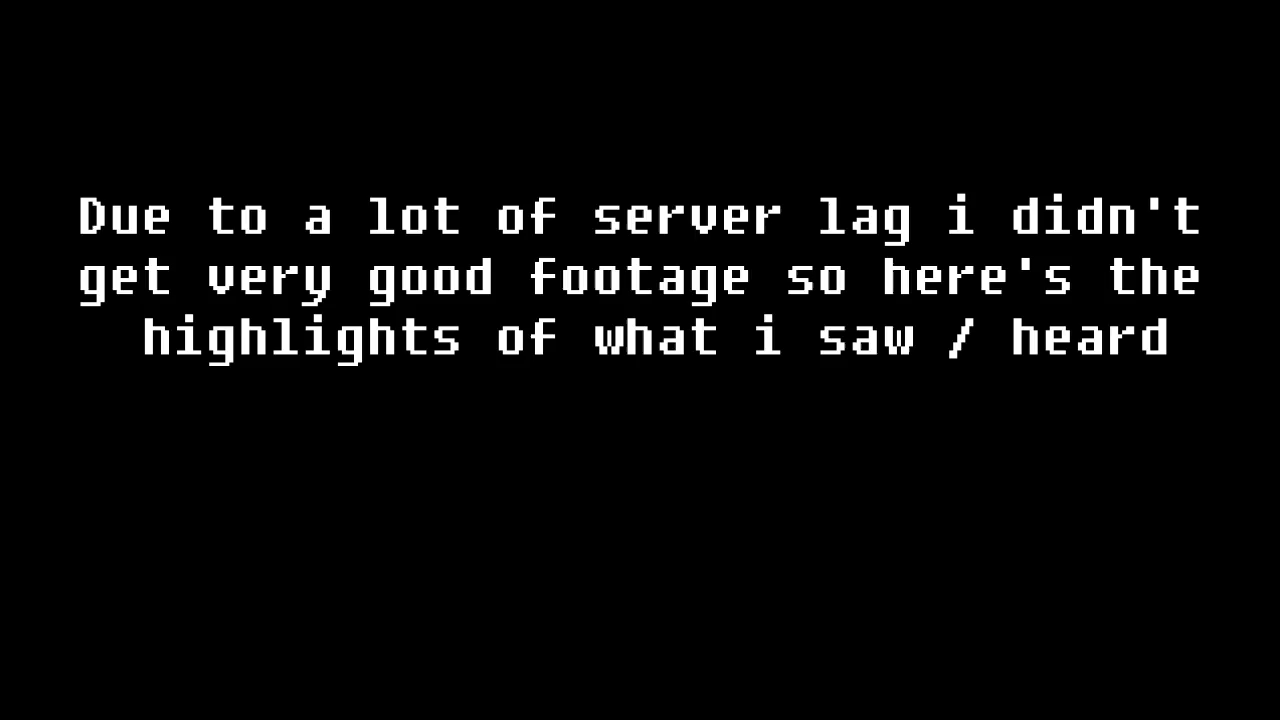 Due to a lot of server lag i didn't
get very good footage so here's the
highlights of what i saw / heard